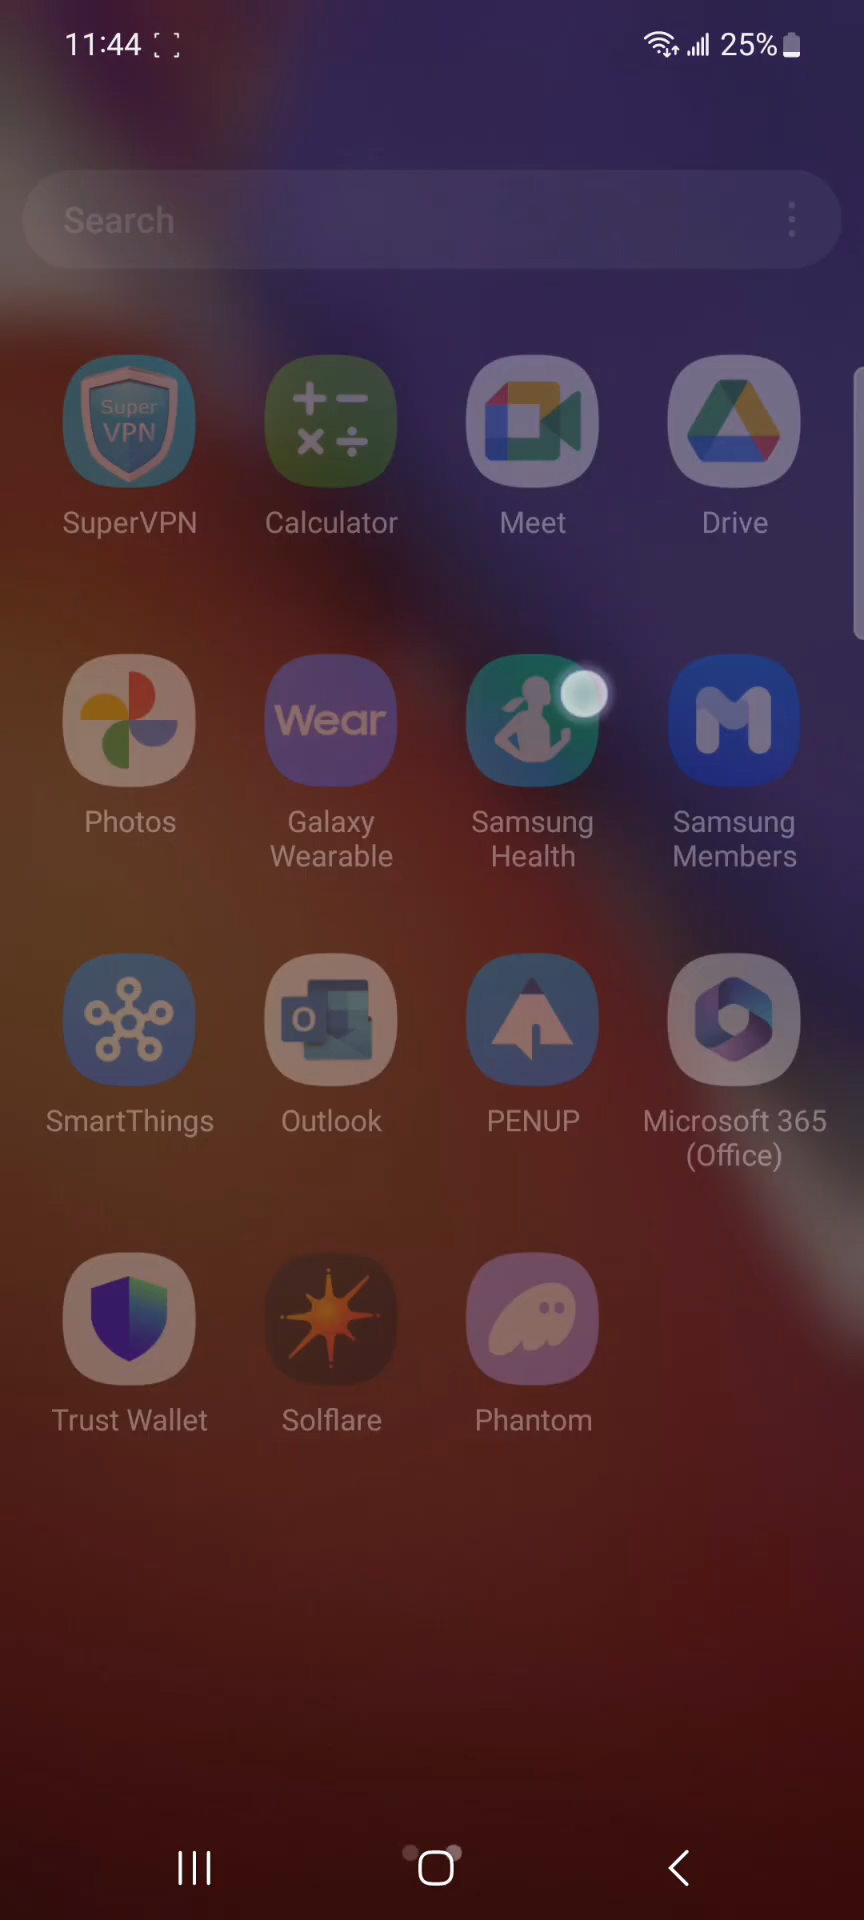 11:44 25%
Search
Super
VPN
SuperVPN Calculator Meet Drive
Wear
Photos Galaxy Wearable Samsung Health Samsung Members
SmartThings Outlook PENUP Microsoft 365 (Office)
Trust Wallet Solflare Phantom